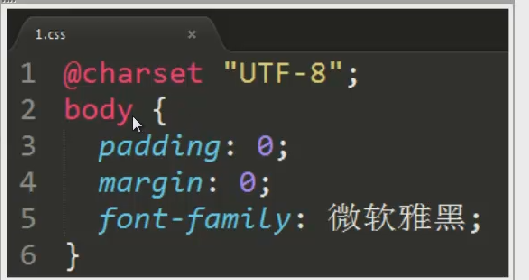 1.css ×
1 @charset "UTF-8";
2 body {
3 padding: 0;
4 margin: 0;
5 font-family: 微软雅黑;
6 }